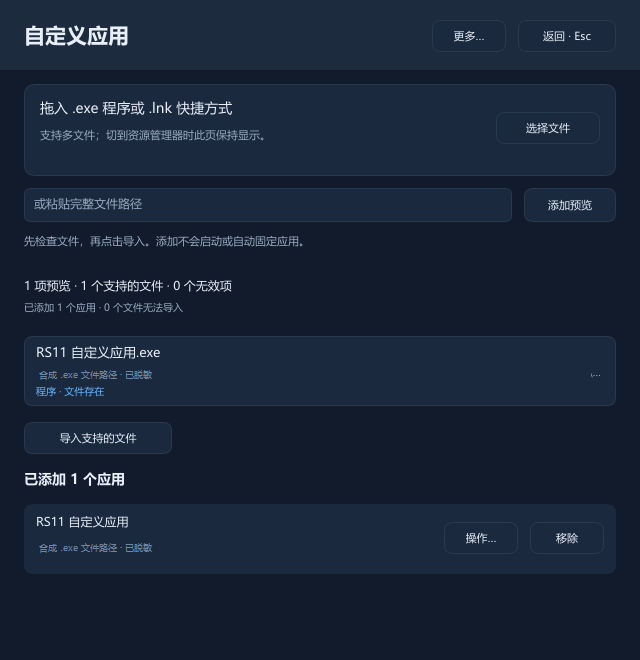 自定义应用
更多...
返回 · Esc
拖入 .exe 程序或 .lnk 快捷方式
支持多文件；切到资源管理器时此页保持显示。
选择文件
或粘贴完整文件路径
添加预览
先检查文件，再点击导入。添加不会启动或自动固定应用。
1 项预览 · 1 个支持的文件 · 0 个无效项
已添加 1 个应用 · 0 个文件无法导入
RS11 自定义应用.exe
合成 .exe 文件路径 · 已脱敏
程序 · 文件存在
导入支持的文件
已添加 1 个应用
RS11 自定义应用
合成 .exe 文件路径 · 已脱敏
操作...
移除